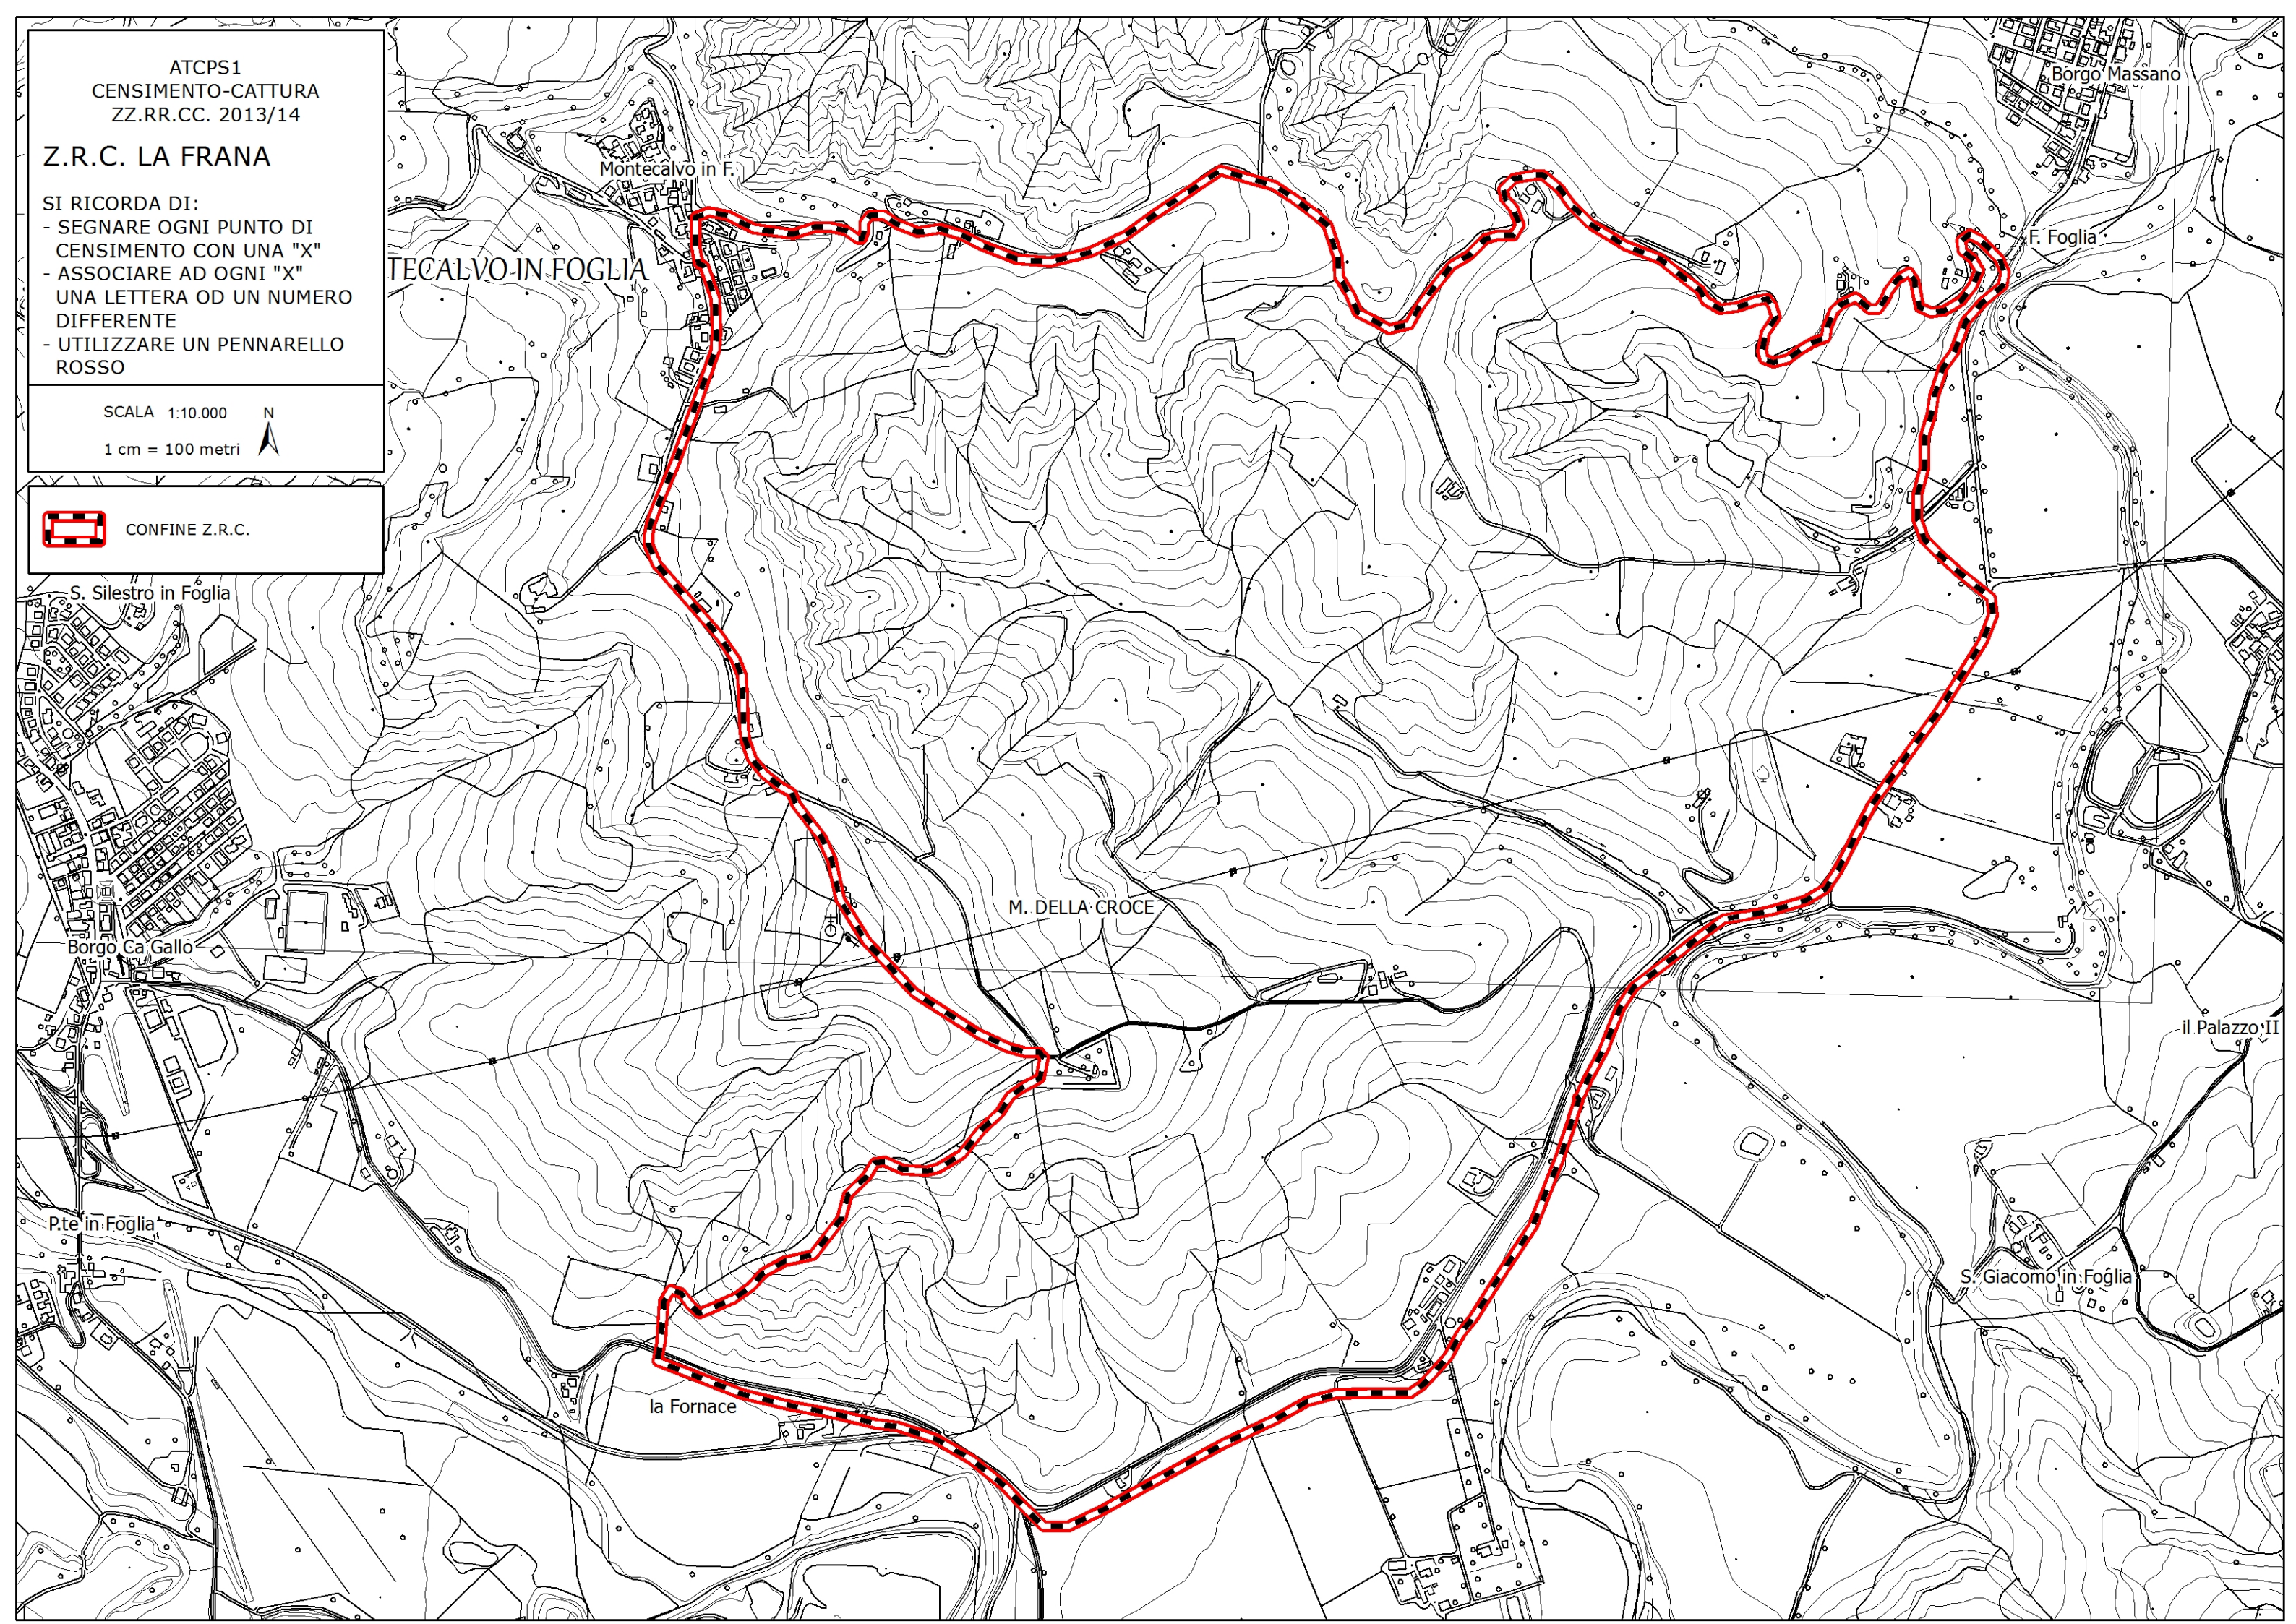 ATCPS1
CENSIMENTO-CATTURA
ZZ.RR.CC. 2013/14
Z.R.C. LA FRANA
SI RICORDA DI:
- SEGNARE OGNI PUNTO DI
CENSIMENTO CON UNA "X"
- ASSOCIARE AD OGNI "X"
UNA LETTERA OD UN NUMERO
DIFFERENTE
- UTILIZZARE UN PENNARELLO
ROSSO
SCALA 1:10.000
N
1 cm = 100 metri
CONFINE Z.R.C.
Borgo Massano
Montecalvo in F.
F. Foglia
TECALVO IN FOGLIA
S. Silestro in Foglia
M. DELLA CROCE
Borgo Ca Gallo
il Palazzo II
P.te in Foglia
S. Giacomo in Foglia
la Fornace